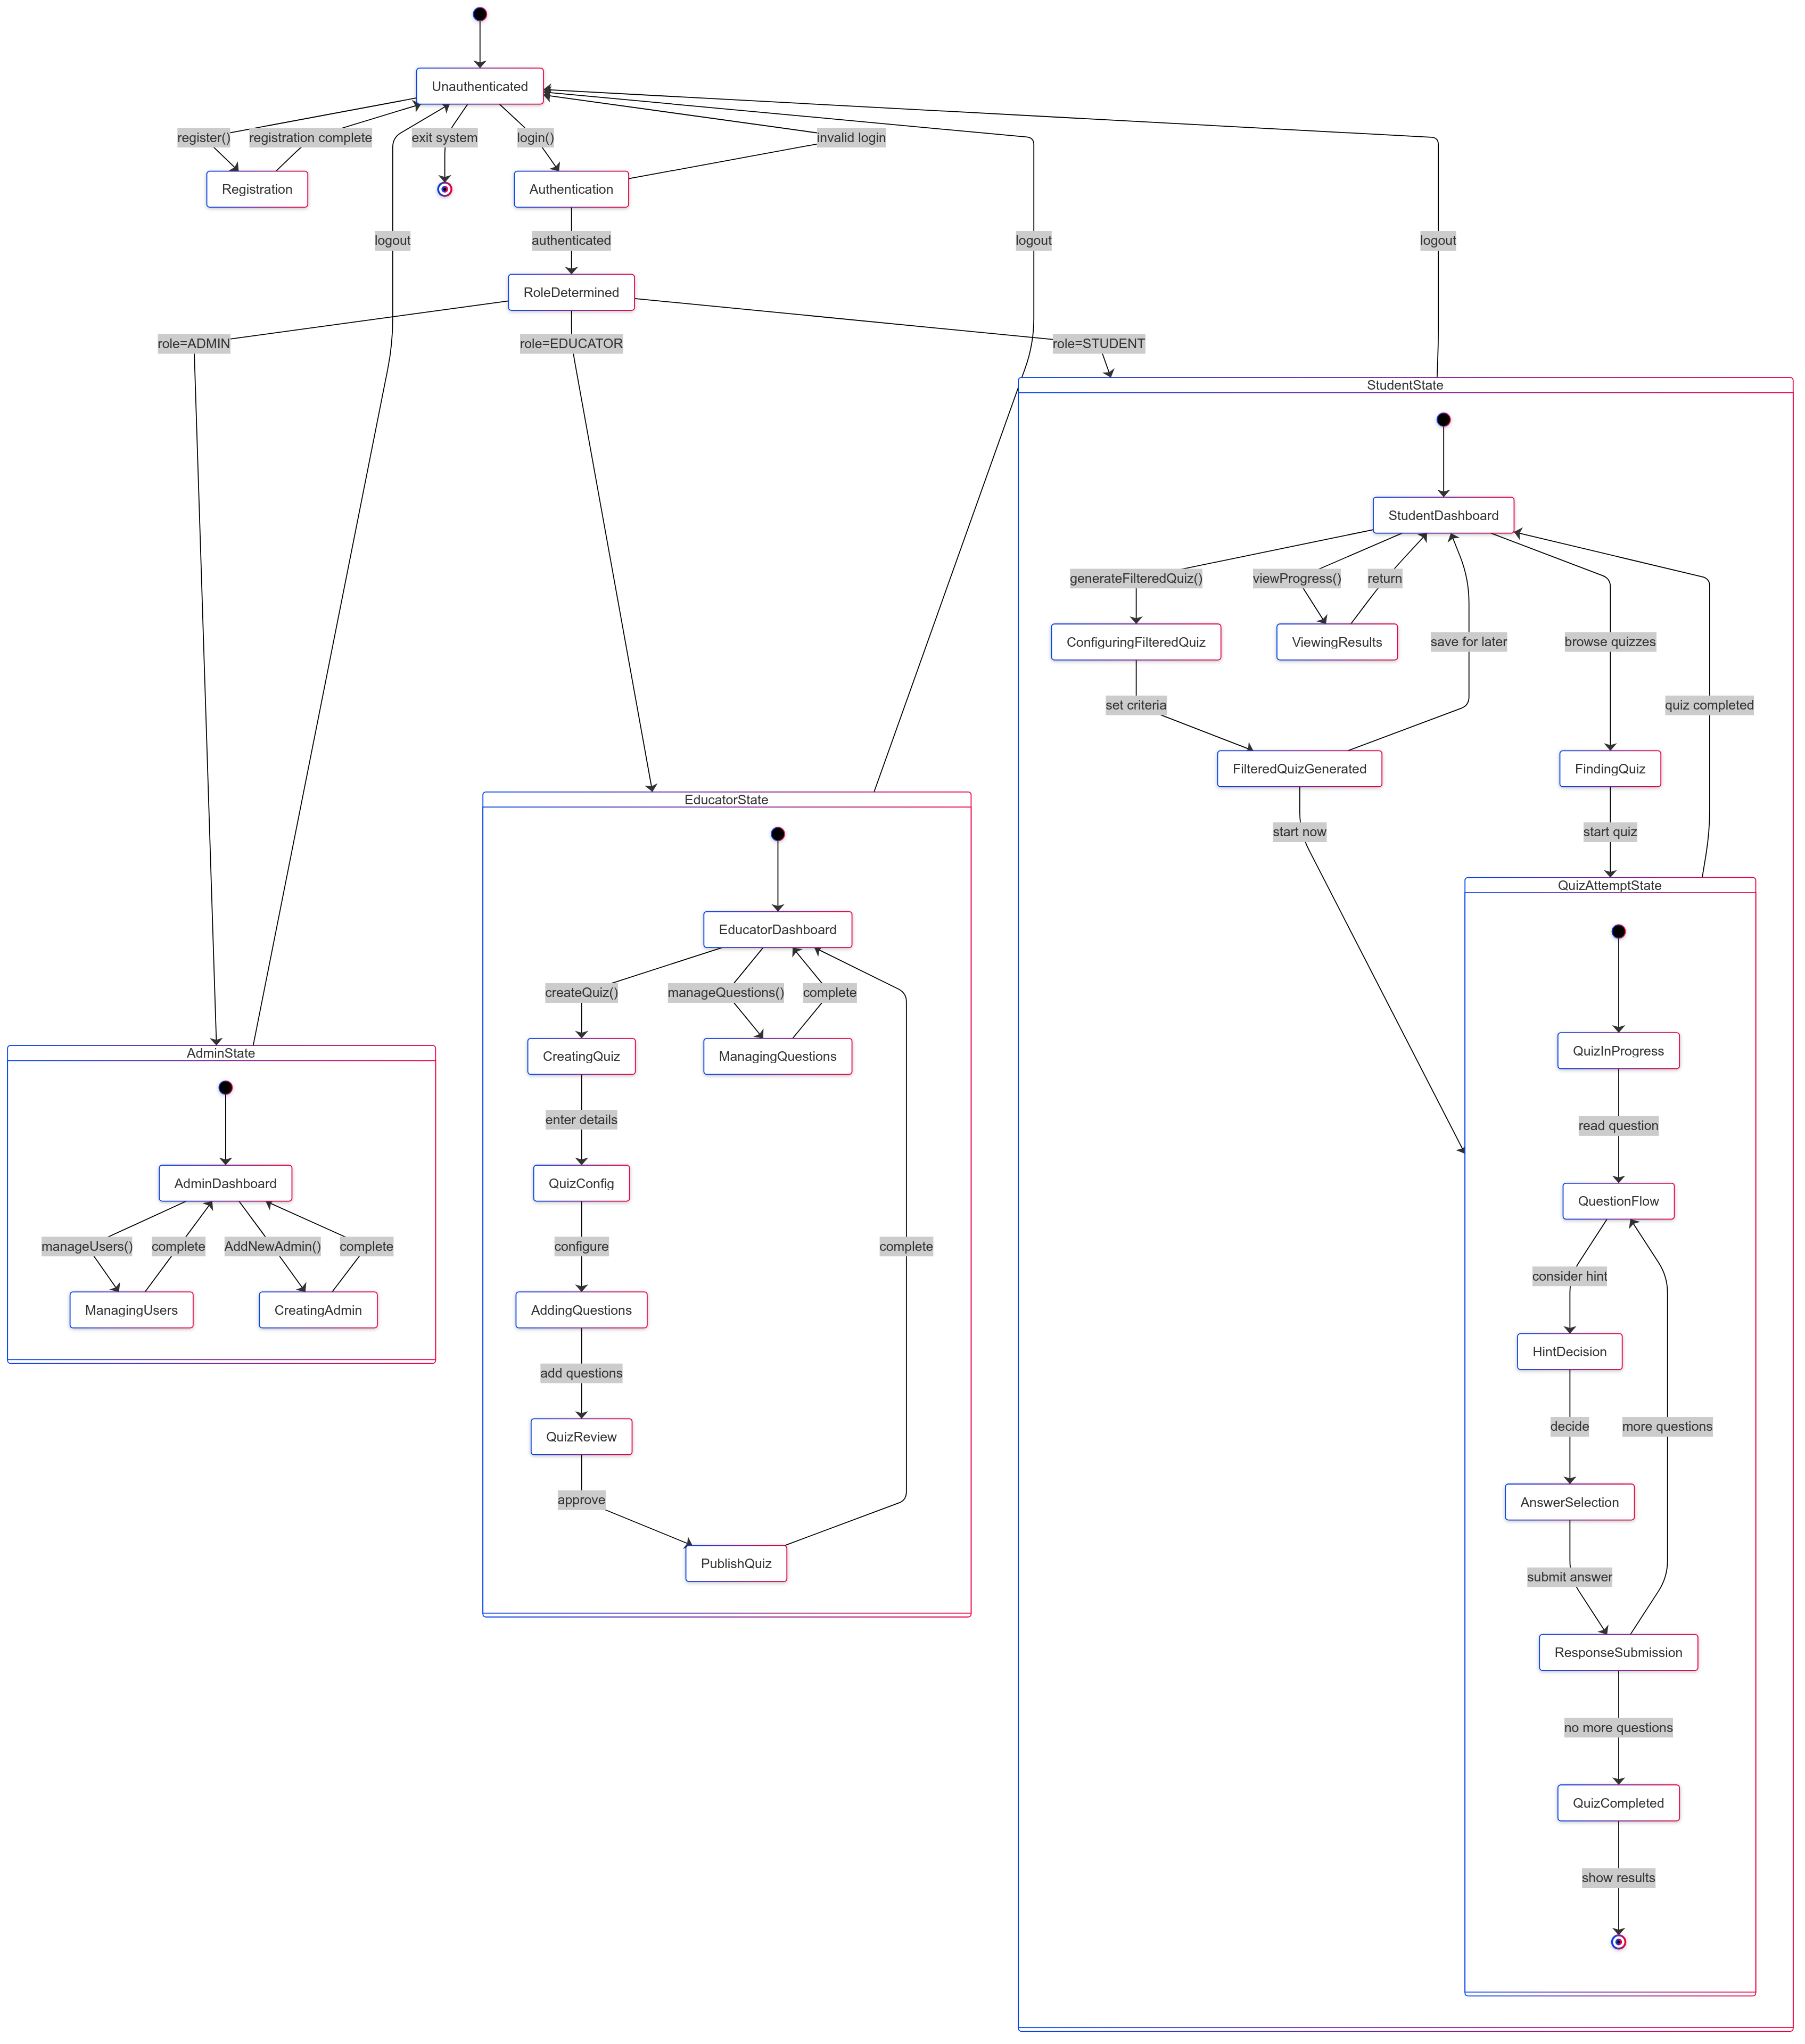 Unauthenticated
register()
registration complete
exit system
login()
invalid login
Registration
Authentication
logout
authenticated
logout
logout
RoleDetermined
role=ADMIN
role=EDUCATOR
role=STUDENT
StudentState
StudentDashboard
generateFilteredQuiz()
viewProgress()
return
ConfiguringFilteredQuiz
ViewingResults
save for later
browse quizzes
set criteria
quiz completed
FilteredQuizGenerated
FindingQuiz
start now
start quiz
QuizAttemptState
QuizInProgress
read question
QuestionFlow
consider hint
HintDecision
decide
more questions
AnswerSelection
submit answer
ResponseSubmission
no more questions
QuizCompleted
show results
EducatorState
EducatorDashboard
createQuiz()
manageQuestions()
complete
CreatingQuiz
ManagingQuestions
enter details
QuizConfig
configure
complete
AddingQuestions
add questions
QuizReview
approve
PublishQuiz
AdminState
AdminDashboard
manageUsers()
complete
AddNewAdmin()
complete
ManagingUsers
CreatingAdmin